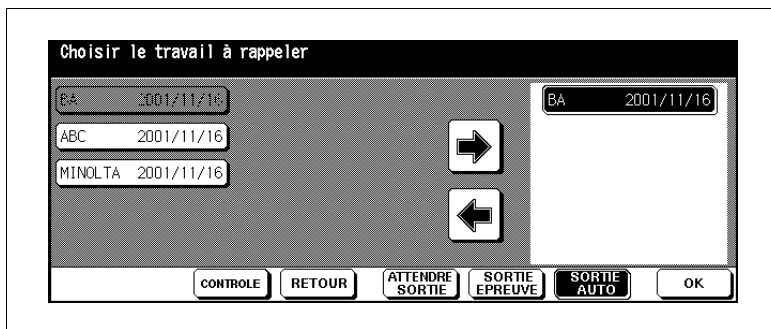 Choisir le travail à rappeler
BA 2001/11/16
ABC 2001/11/16
MINOLTA 2001/11/16
BA 2001/11/16
CONTROLE
RETOUR
ATTENDRE
SORTIE
SORTIE
EPREUVE
SORTIE
AUTO
OK